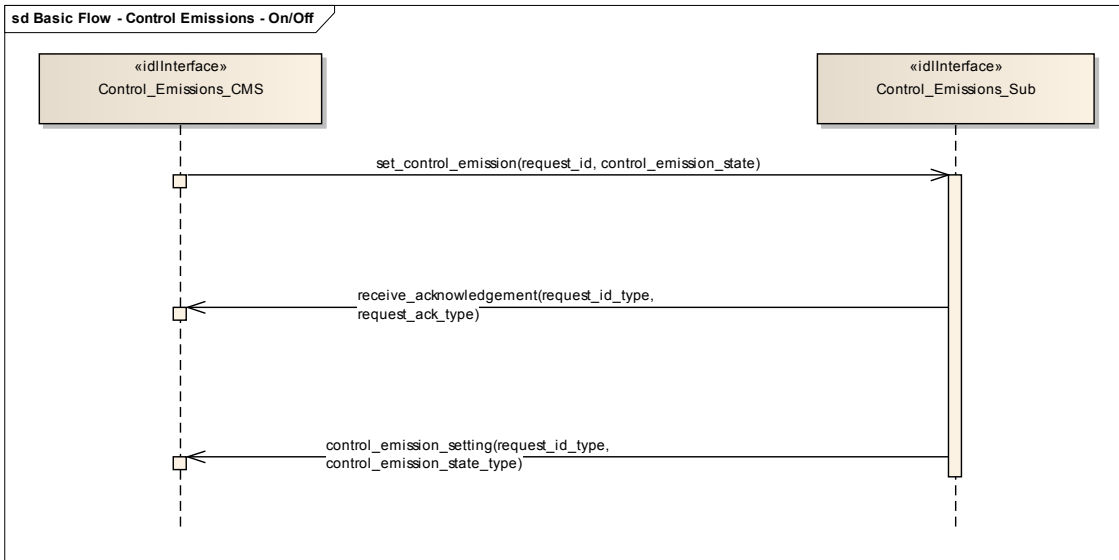 sd Basic Flow - Control Emissions - On/Off
«idlInterface»
Control_Emissions_CMS
«idlInterface»
Control_Emissions_Sub
set_control_emission(request_id, control_emission_state)
receive_acknowledgement(request_id_type,
request_ack_type)
control_emission_setting(request_id_type,
control_emission_state_type)